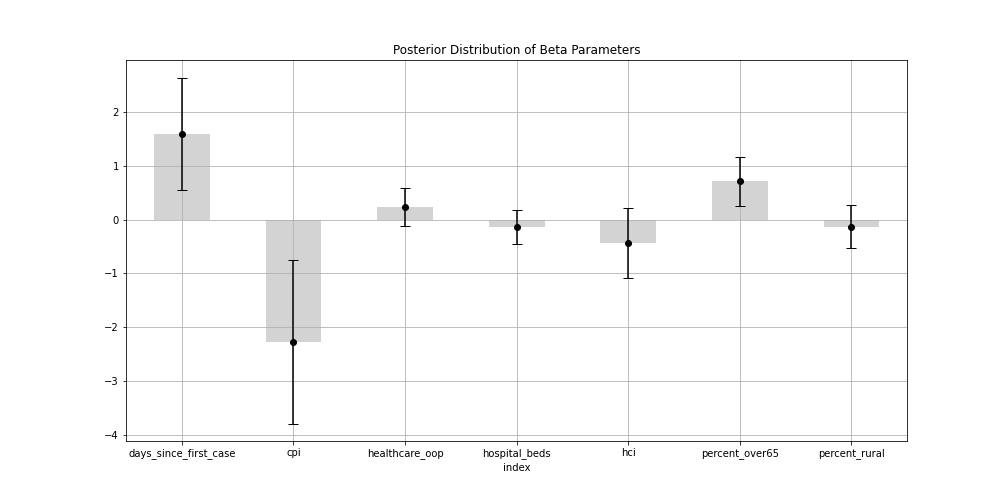 Posterior Distribution of Beta Parameters
2
1
0
−1
−2
−3
−4
days_since_first_case cpi healthcare_oop hospital_beds hci percent_over65 percent_rural
index